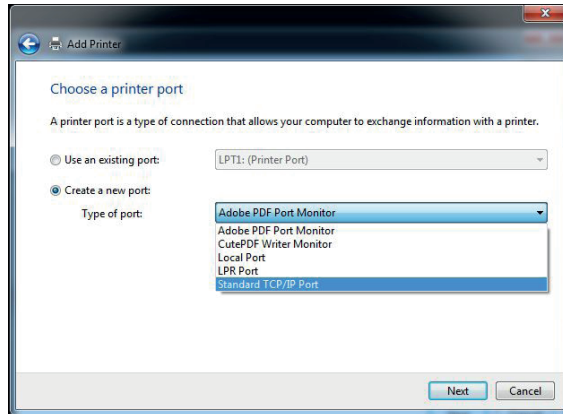 Add Printer
Choose a printer port
A printer port is a type of connection that allows your computer to exchange information with a printer.
Use an existing port: LPT1: (Printer Port)
Create a new port:
Type of port: Adobe PDF Port Monitor
Adobe PDF Port Monitor
CutePDF Writer Monitor
Local Port
LPR Port
Standard TCP/IP Port
Next Cancel